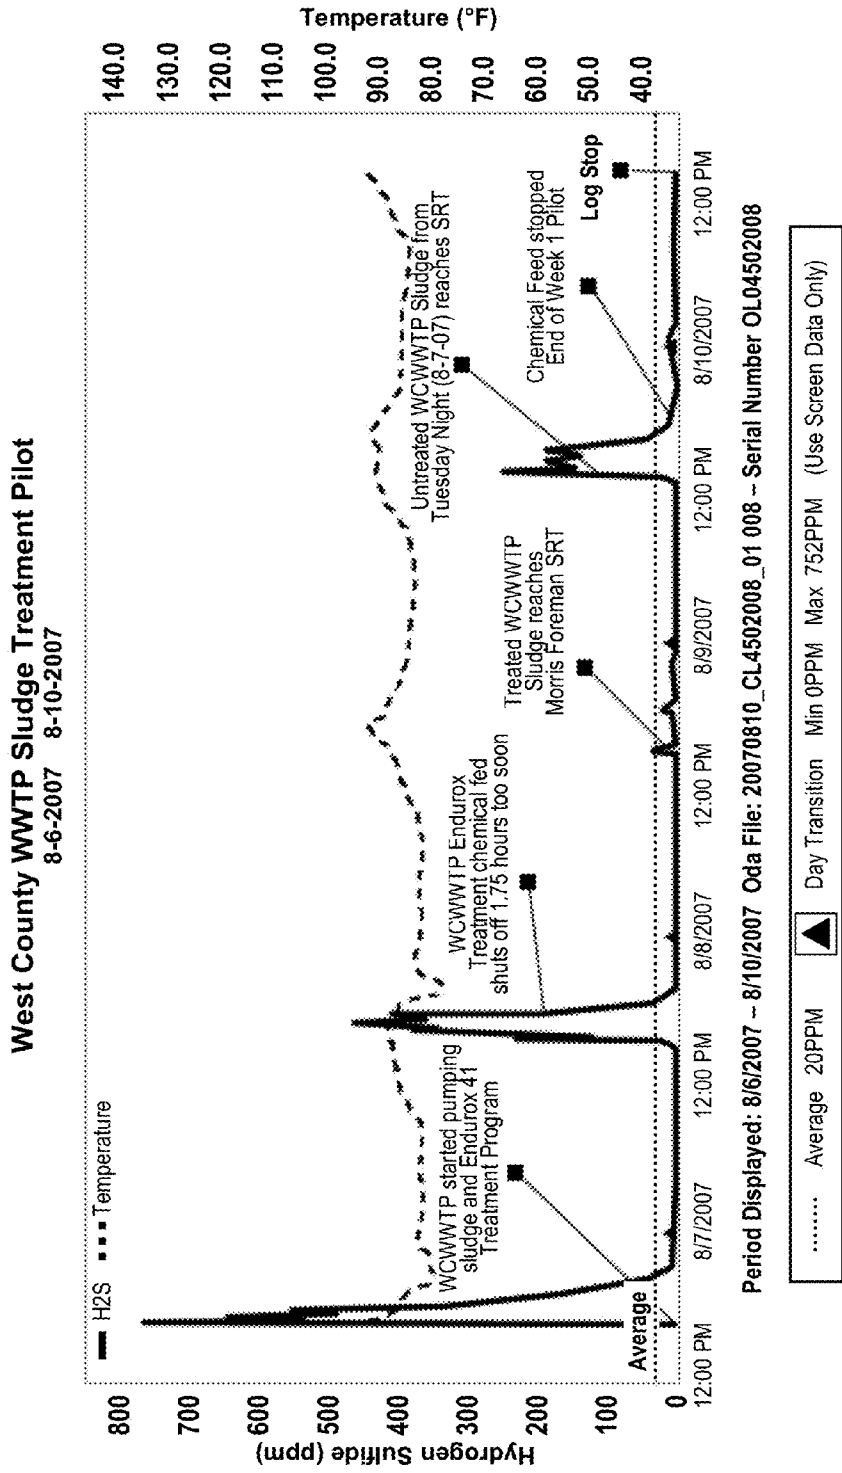 West County WWTP Sludge Treatment Pilot
8-6-2007 8-10-2007
H2S Temperature
Hydrogen Sulfide (ppm)
800
700
600
500
400
300
200
100
0
Temperature (°F)
140.0
130.0
120.0
110.0
100.0
90.0
80.0
70.0
60.0
50.0
40.0
WCWWTP started pumping
sludge and Endurox 41
Treatment Program
WCWWTP Endurox
Treatment chemical fed
shuts off 1.75 hours too soon
Treated WCWWTP
Sludge reaches
Morris Foreman SRT
Untreated WCWWTP Sludge from
Tuesday Night (8-7-07) reaches SRT
Chemical Feed stopped
End of Week 1 Pilot
Log Stop
Average
12:00 PM 8/7/2007 12:00 PM 8/8/2007 12:00 PM 8/9/2007 12:00 PM 8/10/2007 12:00 PM
Period Displayed: 8/6/2007 – 8/10/2007 Oda File: 20070810_CL4502008_01 008 – Serial Number OL04502008
Average 20PPM Day Transition Min 0PPM Max 752PPM (Use Screen Data Only)